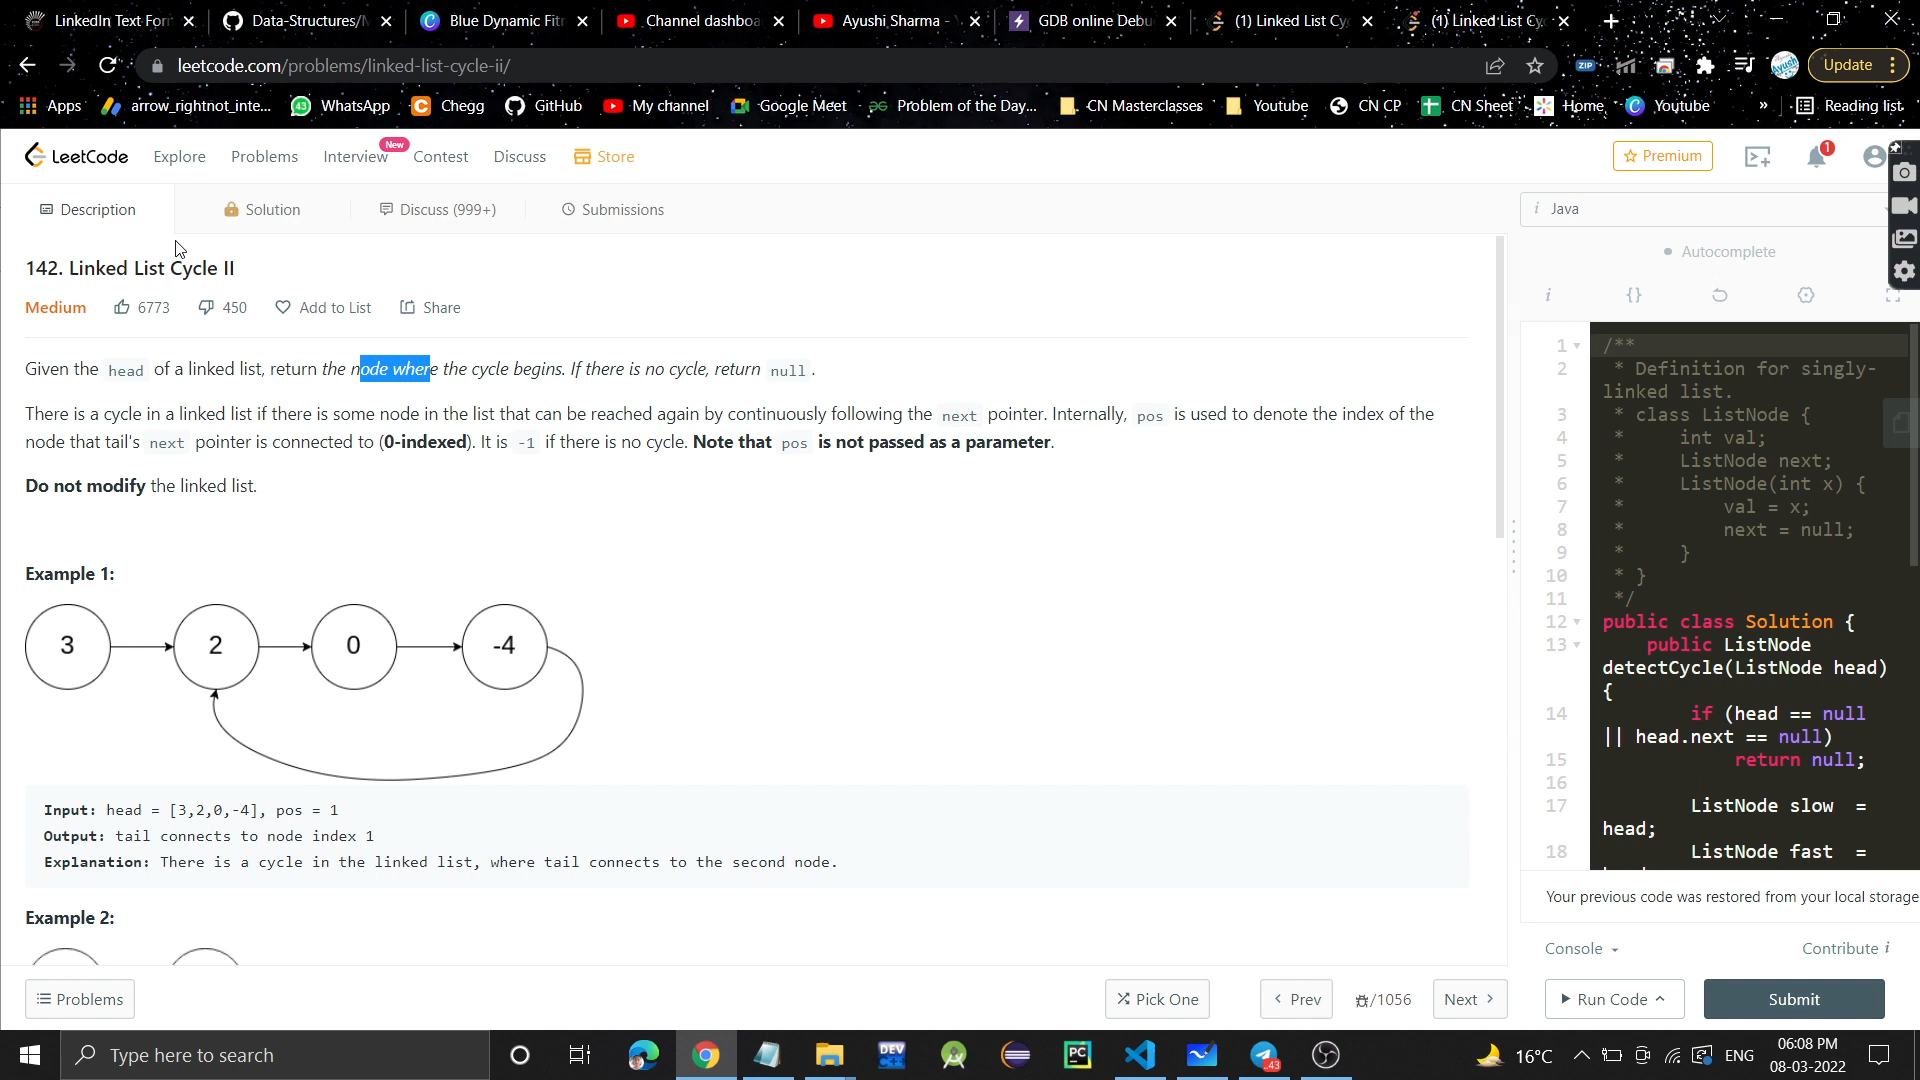 LinkedIn Text For
Data-Structures/
Blue Dynamic Fit
Channel dashboa
Ayushi Sharma -
GDB online Debu
(1) Linked List Cy
(1) Linked List Cy
leetcode.com/problems/linked-list-cycle-ii/
ZIP
Update
Apps
arrow_rightnot_inte...
43
WhatsApp
Chegg
GitHub
My channel
Google Meet
Problem of the Day...
CN Masterclasses
Youtube
CN CP
CN Sheet
Home
Youtube
»
Reading list
LeetCode
Explore
Problems
Interview
New
Contest
Discuss
Store
Premium
1
Description
Solution
Discuss (999+)
Submissions
i Java
Autocomplete
142. Linked List Cycle II
Medium
6773
450
Add to List
Share
i
{}
Given the head of a linked list, return the node where the cycle begins. If there is no cycle, return null.
There is a cycle in a linked list if there is some node in the list that can be reached again by continuously following the next pointer. Internally, pos is used to denote the index of the
node that tail's next pointer is connected to (0-indexed). It is -1 if there is no cycle. Note that pos is not passed as a parameter.
Do not modify the linked list.
Example 1:
3
2
0
-4
Input: head = [3,2,0,-4], pos = 1
Output: tail connects to node index 1
Explanation: There is a cycle in the linked list, where tail connects to the second node.
Example 2:
1 /**
2 * Definition for singly-
linked list.
3 * class ListNode {
4 * int val;
5 * ListNode next;
6 * ListNode(int x) {
7 * val = x;
8 * next = null;
9 * }
10 * }
11 */
12 public class Solution {
13 public ListNode
detectCycle(ListNode head)
{
14 if (head == null
|| head.next == null)
15 return null;
16
17 ListNode slow =
head;
18 ListNode fast =
Your previous code was restored from your local storage
Console
Contribute i
Problems
Pick One
Prev
/1056
Next
Run Code
Submit
Type here to search
DEV
PC
43
16°C
ENG
06:08 PM
08-03-2022